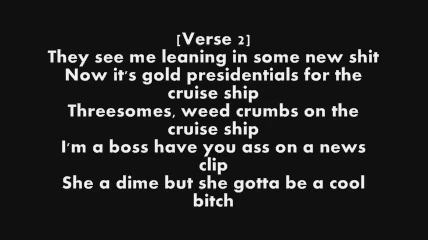 [Verse 2]
They see me leaning in some new shit
Now it's gold presidentials for the
cruise ship
Threesomes, weed crumbs on the
cruise ship
I'm a boss have you ass on a news
clip
She a dime but she gotta be a cool
bitch